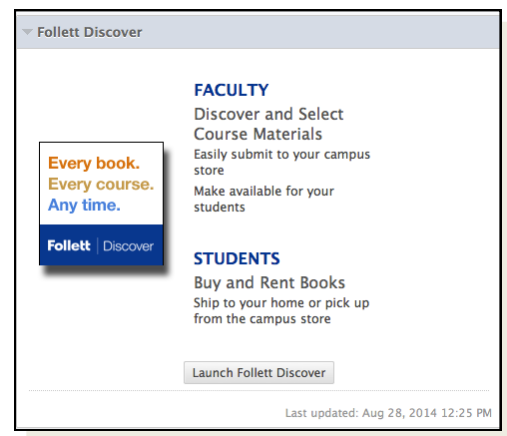 Follett Discover
Every book.
Every course.
Any time.
Follett | Discover
FACULTY
Discover and Select
Course Materials
Easily submit to your campus
store
Make available for your
students
STUDENTS
Buy and Rent Books
Ship to your home or pick up
from the campus store
Launch Follett Discover
Last updated: Aug 28, 2014 12:25 PM